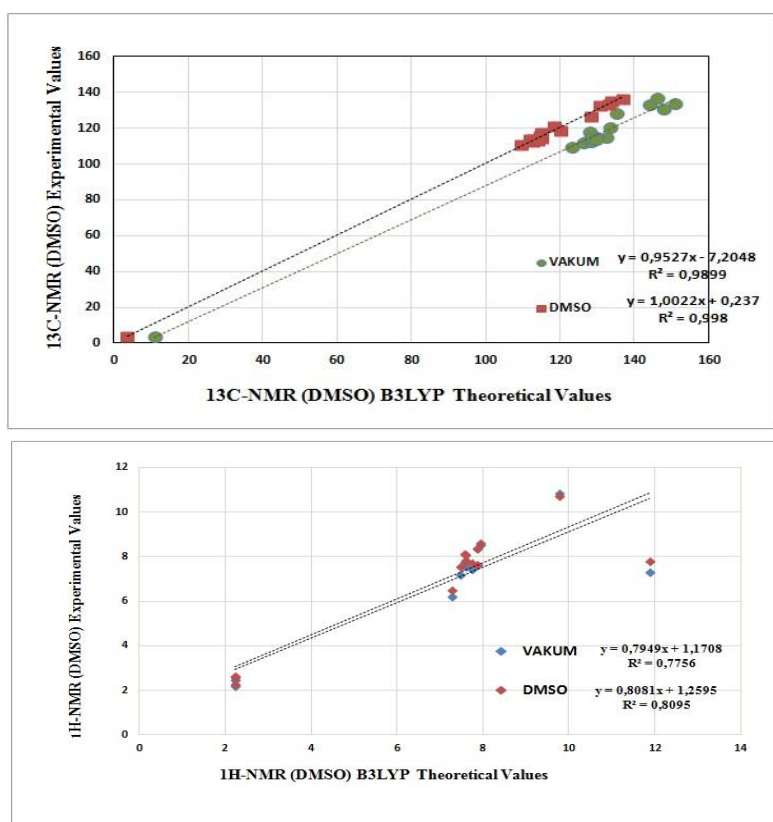 160
140
120
100
80
60
40
20
0
13C-NMR (DMSO) Experimental Values
VAKUM y = 0,9527x - 7,2048
R² = 0,9899
DMSO y = 1,0022x + 0,237
R² = 0,998
0 20 40 60 80 100 120 140 160
13C-NMR (DMSO) B3LYP Theoretical Values
12
10
8
6
4
2
0
1H-NMR (DMSO) Experimental Values
VAKUM y = 0,7949x + 1,1708
R² = 0,7756
DMSO y = 0,8081x + 1,2595
R² = 0,8095
0 2 4 6 8 10 12 14
1H-NMR (DMSO) B3LYP Theoretical Values